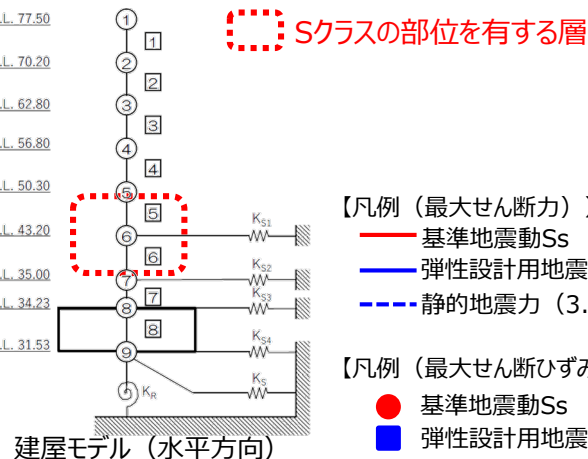 .L. 77.50
.L. 70.20
.L. 62.80
.L. 56.80
.L. 50.30
.L. 43.20
.L. 35.00
.L. 34.23
.L. 31.53
1
1
2
2
3
3
4
4
5
5
6
6
7
7
8
8
9
KS1
KS2
KS3
KS4
KS
KR
建屋モデル（水平方向）
Sクラスの部位を有する層
【凡例（最大せん断力）】
基準地震動Ss
弾性設計用地震
静的地震力（3.
【凡例（最大せん断ひずみ
基準地震動Ss
弾性設計用地震